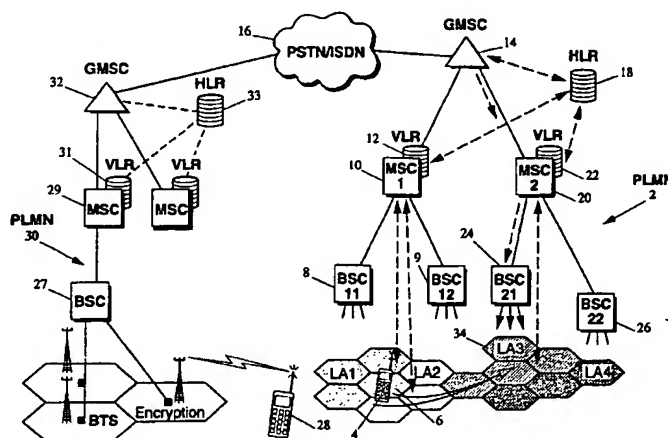 16
PSTN/ISDN
GMSC
14
HLR
18
GMSC
32
HLR
33
VLR
12
VLR
22
10
MSC
1
MSC
2
20
PLMN
2
31
VLR
VLR
29
MSC
MSC
PLMN
30
27
BSC
8
BSC
11
9
BSC
12
24
BSC
21
BSC
22
26
34
LA3
LA1
LA2
LA4
BTS
Encryption
28
4
6